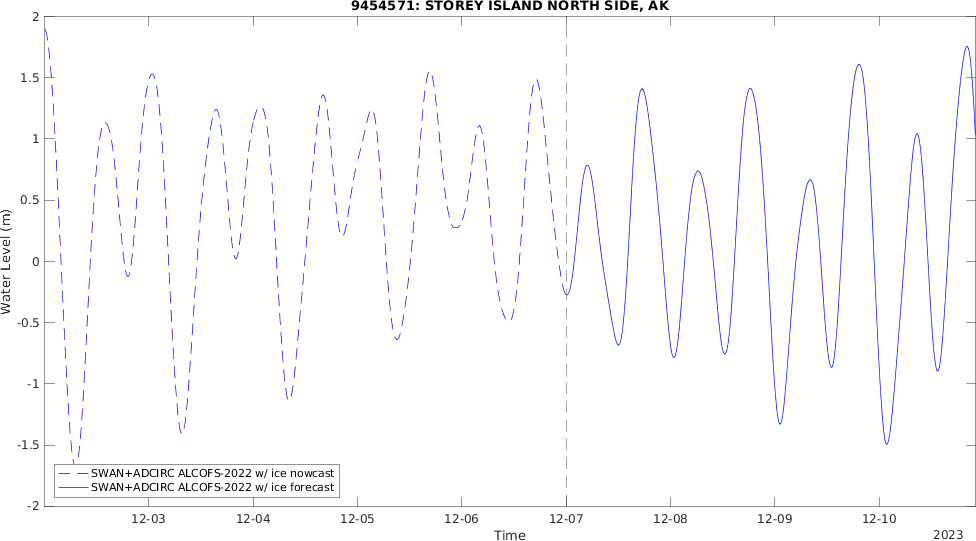 9454571: STOREY ISLAND NORTH SIDE, AK
2
1.5
1
0.5
0
-0.5
-1
-1.5
-2
Water Level (m)
SWAN+ADCIRC ALCOFS-2022 w/ ice nowcast
SWAN+ADCIRC ALCOFS-2022 w/ ice forecast
12-03 12-04 12-05 12-06 12-07 12-08 12-09 12-10
Time
2023